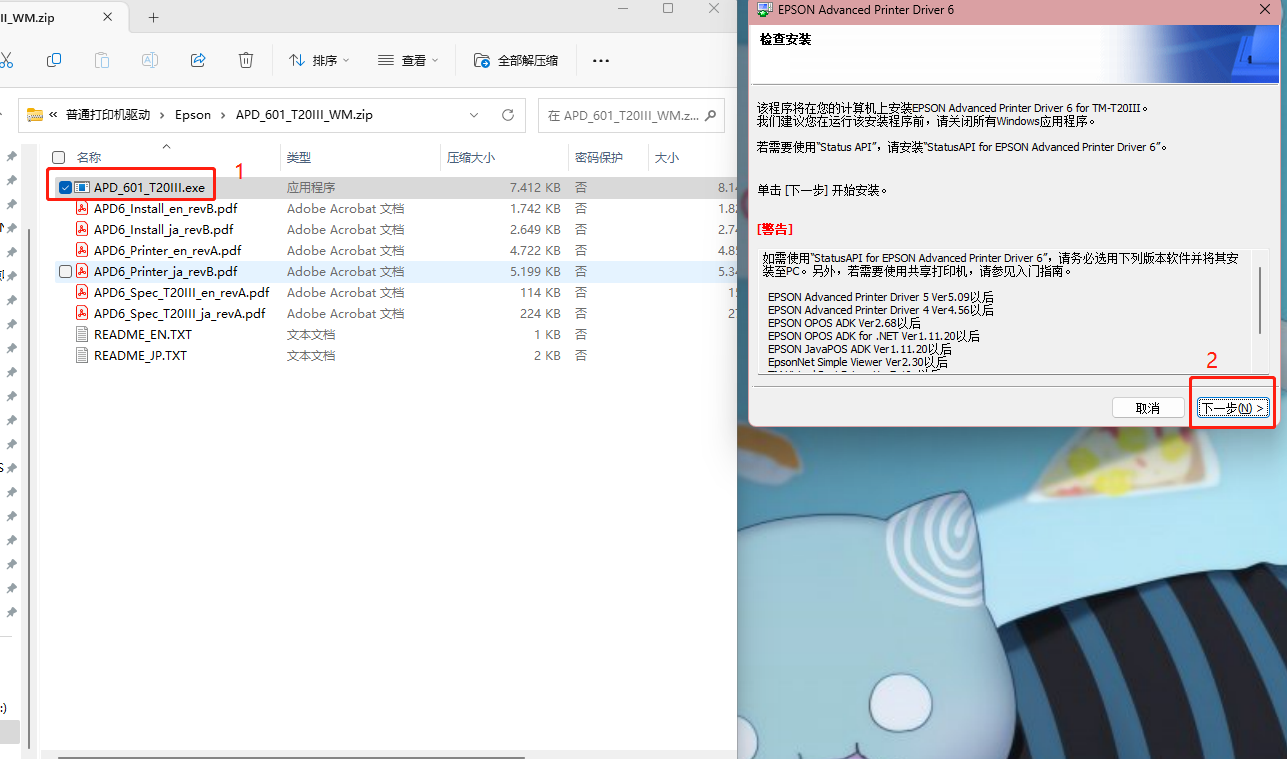 III_WM.zip
排序
查看
全部解压缩
普通打印机驱动
Epson
APD_601_T20III_WM.zip
在 APD_601_T20III_WM.z...
名称
类型
压缩大小
密码保护
大小
1
APD_601_T20III.exe
应用程序
7.412 KB
否
8.14
APD6_Install_en_revB.pdf
Adobe Acrobat 文档
1.742 KB
否
1.82
APD6_Install_ja_revB.pdf
Adobe Acrobat 文档
2.649 KB
否
2.74
APD6_Printer_en_revA.pdf
Adobe Acrobat 文档
4.722 KB
否
4.85
APD6_Printer_ja_revB.pdf
Adobe Acrobat 文档
5.199 KB
否
5.34
APD6_Spec_T20III_en_revA.pdf
Adobe Acrobat 文档
114 KB
否
APD6_Spec_T20III_ja_revA.pdf
Adobe Acrobat 文档
224 KB
否
README_EN.TXT
文本文档
1 KB
否
README_JP.TXT
文本文档
2 KB
否
EPSON Advanced Printer Driver 6
检查安装
该程序将在您的计算机上安装EPSON Advanced Printer Driver 6 for TM-T20III。
我们建议您在运行该安装程序前，请关闭所有Windows应用程序。
若需要使用"Status API"，请安装"StatusAPI for EPSON Advanced Printer Driver 6"。
单击 [下一步] 开始安装。
[警告]
如需使用"StatusAPI for EPSON Advanced Printer Driver 6"，请务必选用下列版本软件并将其安
装至PC。另外，若需要使用共享打印机，请参见入门指南。
EPSON Advanced Printer Driver 5 Ver5.09以后
EPSON Advanced Printer Driver 4 Ver4.56以后
EPSON OPOS ADK Ver2.68以后
EPSON OPOS ADK for .NET Ver1.11.20以后
EPSON JavaPOS ADK Ver1.11.20以后
EpsonNet Simple Viewer Ver2.30以后
2
取消
下一步(N) >